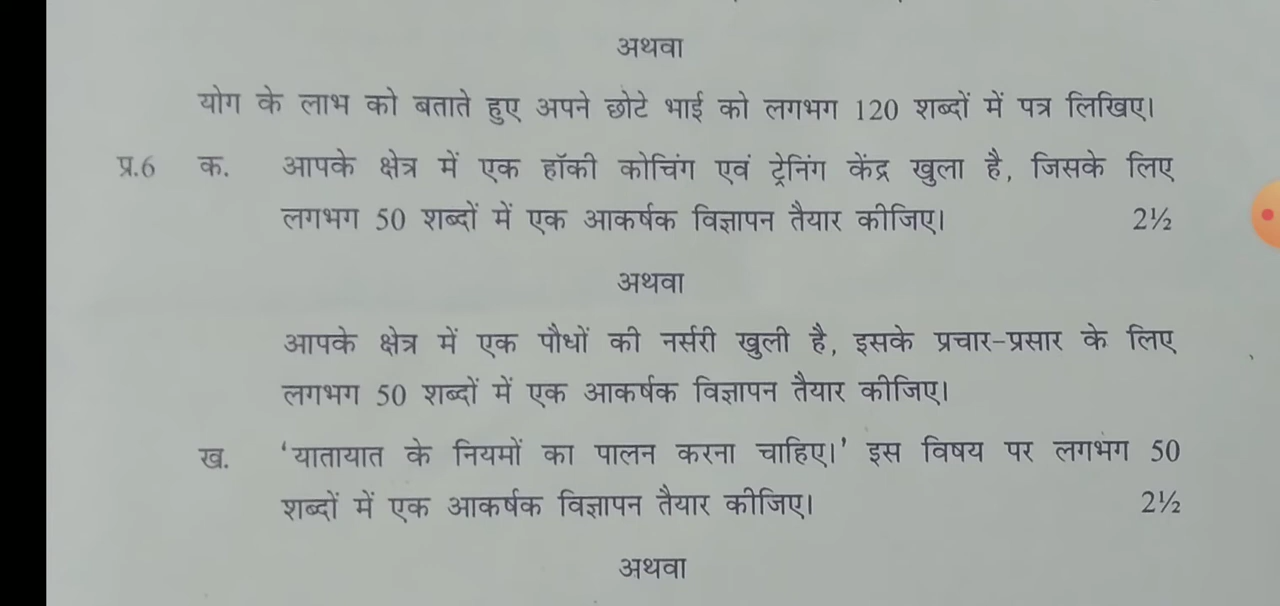 अथवा
योग के लाभ को बताते हुए अपने छोटे भाई को लगभग 120 शब्दों में पत्र लिखिए।
प्र.6 क. आपके क्षेत्र में एक हॉकी कोचिंग एवं ट्रेनिंग केंद्र खुला है, जिसके लिए
लगभग 50 शब्दों में एक आकर्षक विज्ञापन तैयार कीजिए। 2½
अथवा
आपके क्षेत्र में एक पौधों की नर्सरी खुली है, इसके प्रचार-प्रसार के लिए
लगभग 50 शब्दों में एक आकर्षक विज्ञापन तैयार कीजिए।
ख. ‘यातायात के नियमों का पालन करना चाहिए।’ इस विषय पर लगभग 50
शब्दों में एक आकर्षक विज्ञापन तैयार कीजिए। 2½
अथवा